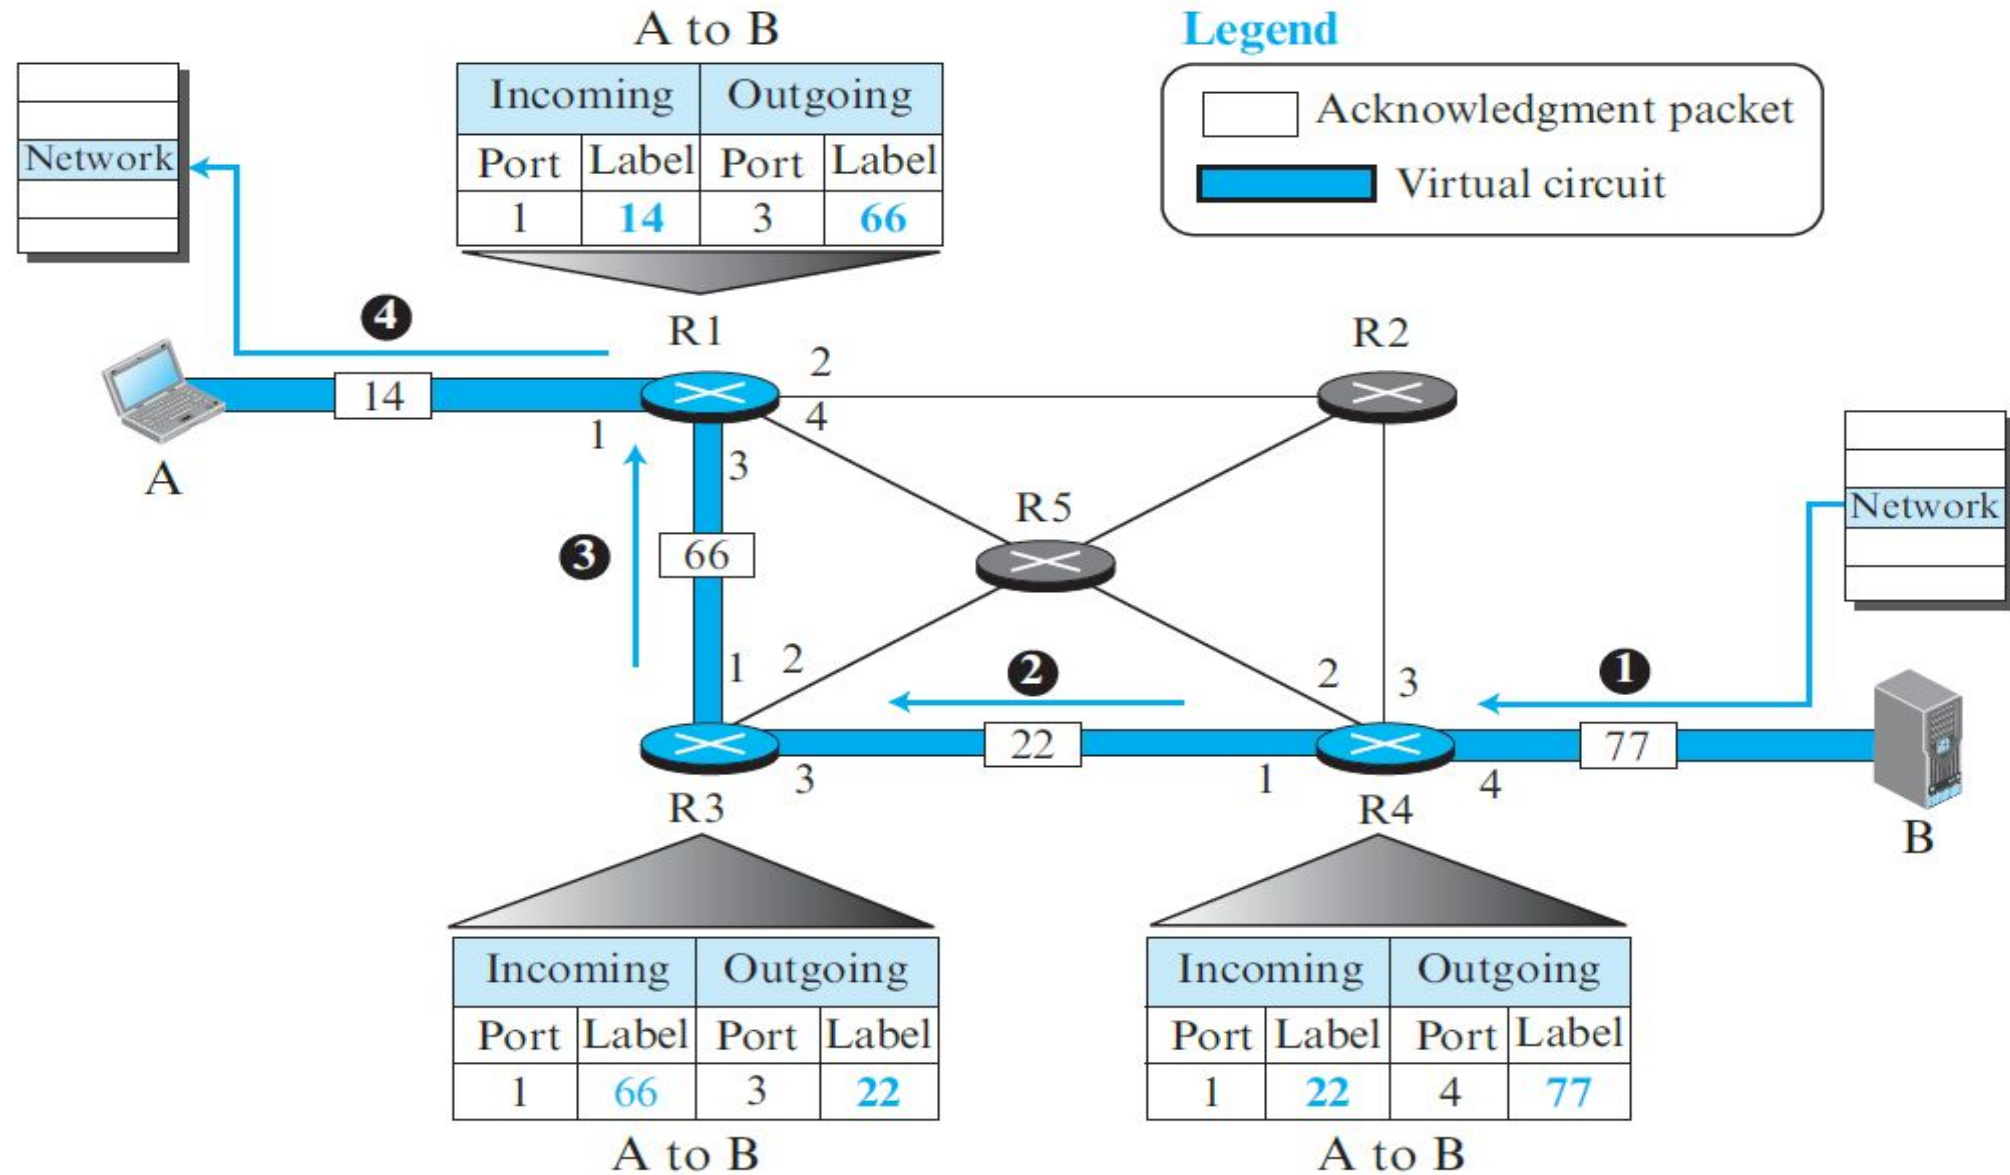 A to B
Legend
Incoming Outgoing
Port Label Port Label
1 14 3 66
Acknowledgment packet
Virtual circuit
Network
4
R1
R2
14
1
2
4
3
A
R5
Network
3
66
1
2
2
2
3
1
22
77
R3
3
1
R4
4
B
Incoming Outgoing
Port Label Port Label
1 66 3 22
A to B
Incoming Outgoing
Port Label Port Label
1 22 4 77
A to B